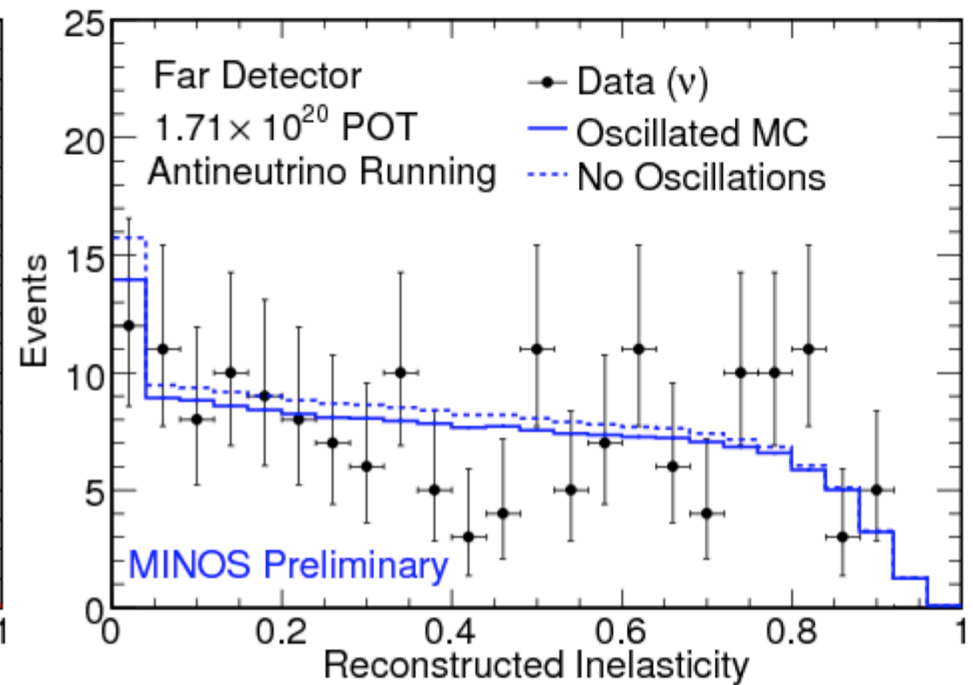 25
20
15
10
5
0
Events
Far Detector
1.71× 10²⁰ POT
Antineutrino Running
Data (ν)
Oscillated MC
No Oscillations
MINOS Preliminary
1
0
0.2
0.4
0.6
0.8
1
Reconstructed Inelasticity